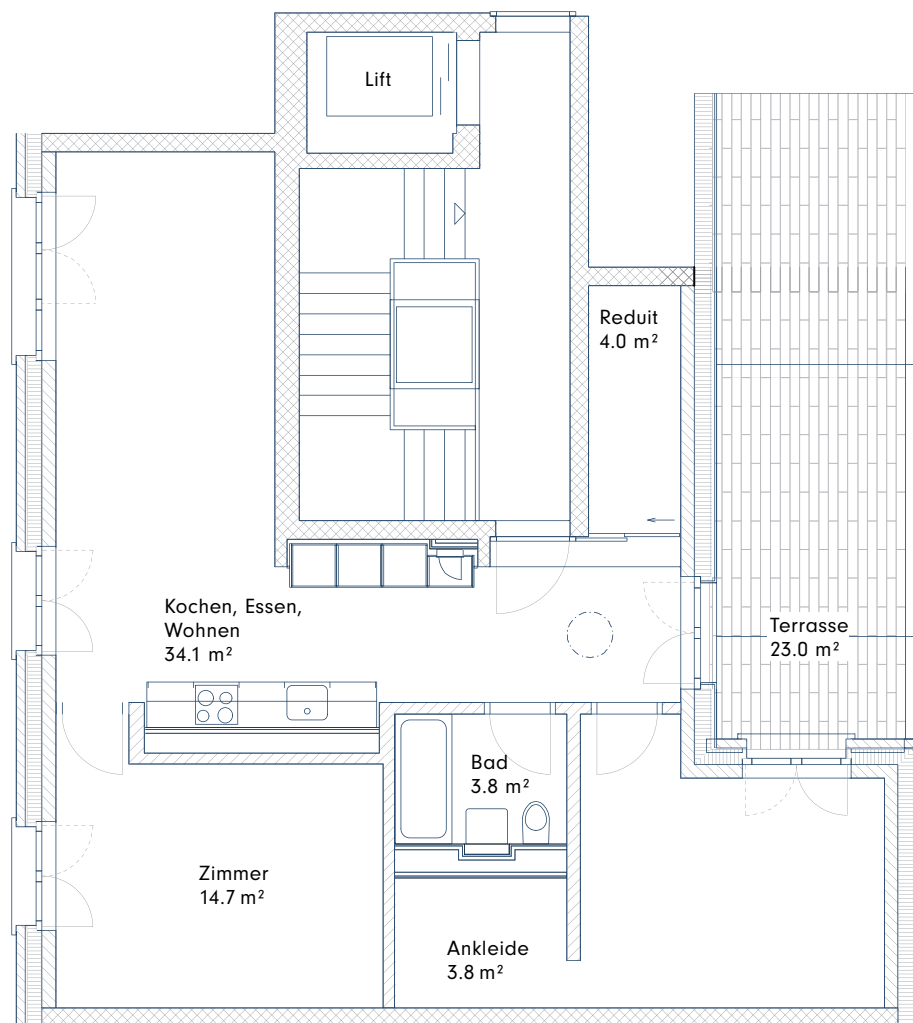 Lift
Reduit
4.0 m²
Kochen, Essen,
Wohnen
34.1 m²
Terrasse
23.0 m²
Bad
3.8 m²
Zimmer
14.7 m²
Ankleide
3.8 m²